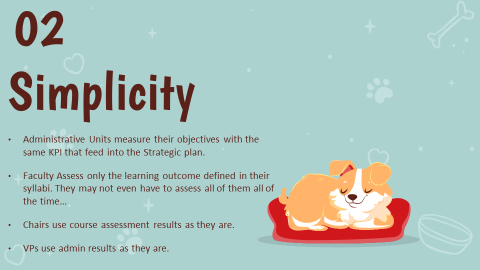 02
Simplicity
• Administrative Units measure their objectives with the
same KPI that feed into the Strategic plan.
• Faculty Assess only the learning outcome defined in their
syllabi. They may not even have to assess all of them all of
the time...
• Chairs use course assessment results as they are.
• VPs use admin results as they are.